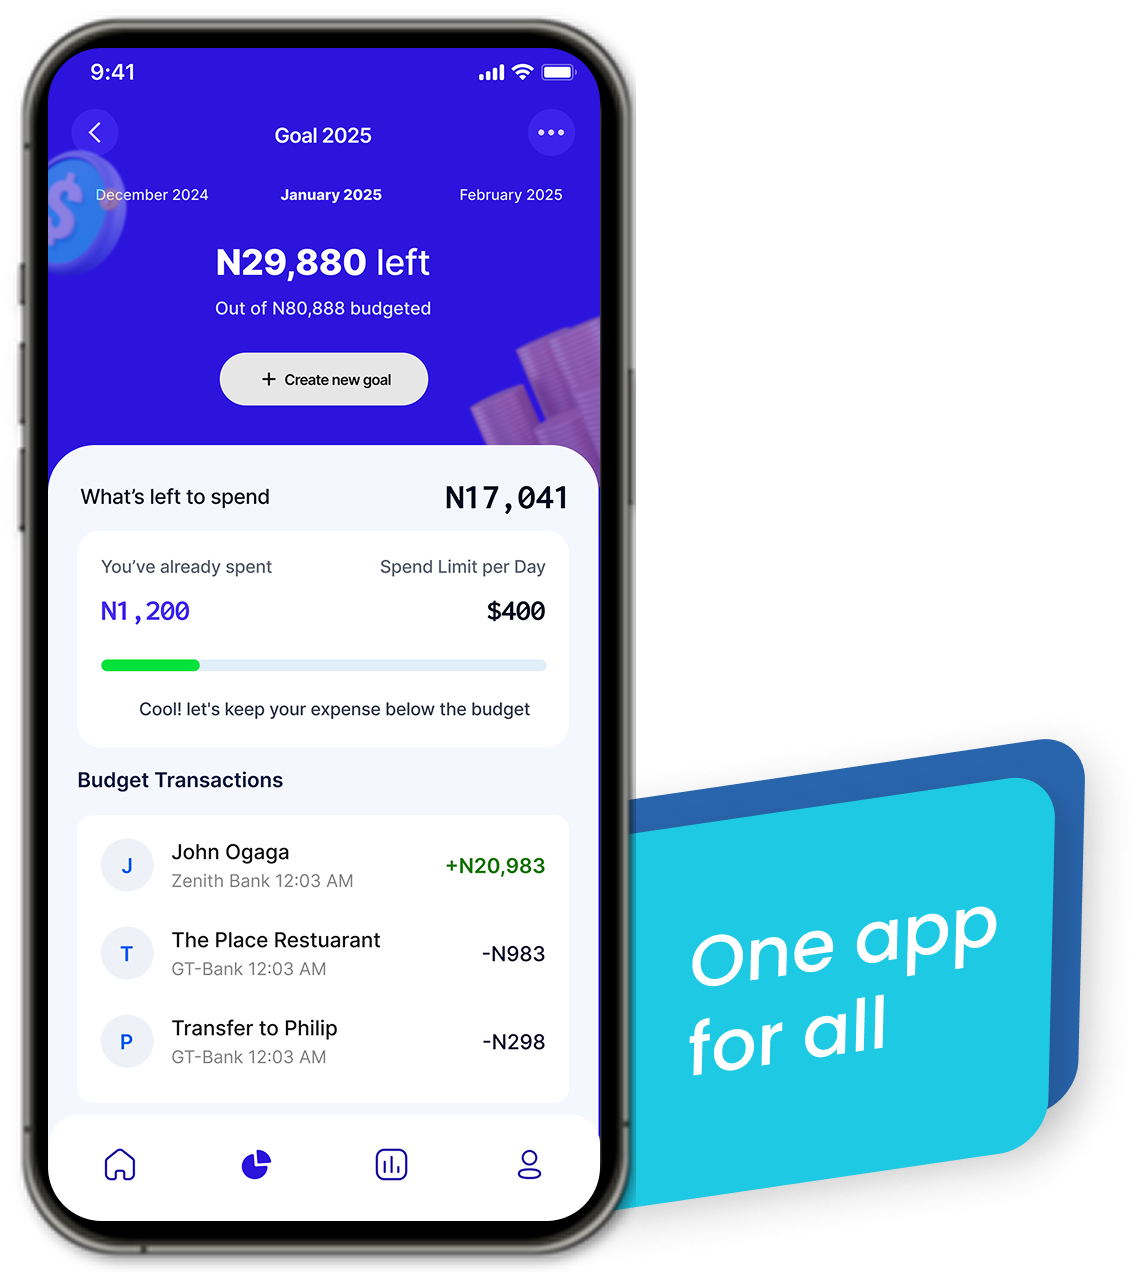 9:41
Goal 2025
December 2024 January 2025 February 2025
N29,880 left
Out of N80,888 budgeted
+ Create new goal
What's left to spend N17,041
You've already spent Spend Limit per Day
N1,200 $400
Cool! let's keep your expense below the budget
Budget Transactions
J John Ogaga +N20,983
Zenith Bank 12:03 AM
T The Place Restuarant -N983
GT-Bank 12:03 AM
P Transfer to Philip -N298
GT-Bank 12:03 AM
One app
for all